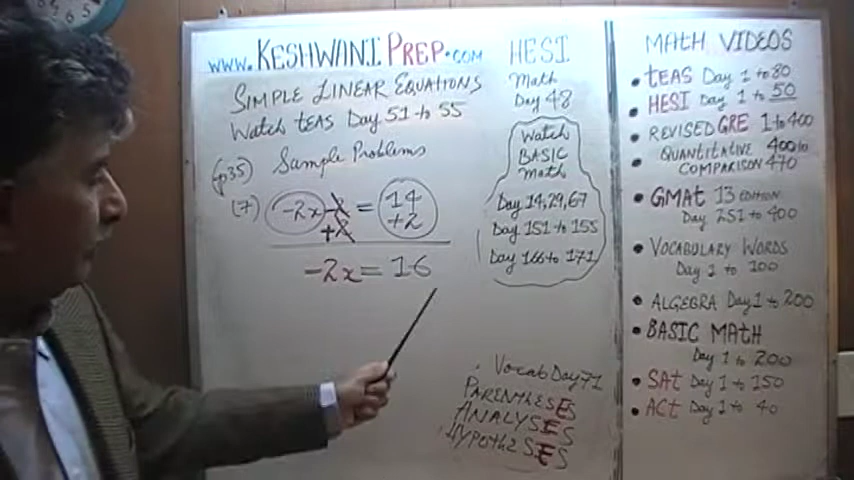 www.KESHWANI PREP.com
SIMPLE LINEAR EQUATIONS
Watch TEAS Day 51 to 55
(p35) Sample Problems
(7) -2x-2 = 14
+2 +2
-2x = 16
HESI
Math
Day 48
Watch
BASIC
Math
Day 14,29,67
Day 151 to 155
Day 166 to 171
Vocab Day 71
PARENTHESES
ANALYSES
HYPOTHESES
MATH VIDEOS
• TEAS Day 1 to 80
• HESI Day 1 to 50
• REVISED GRE 1 to 400
• QUANTITATIVE 400 to
COMPARISON 470
• GMAT 13 EDITION
Day 251 to 400
• VOCABULARY WORDS
Day 1 to 100
• ALGEBRA Day 1 to 200
• BASIC MATH
Day 1 to 200
• SAT Day 1 to 150
• ACT Day 1 to 40